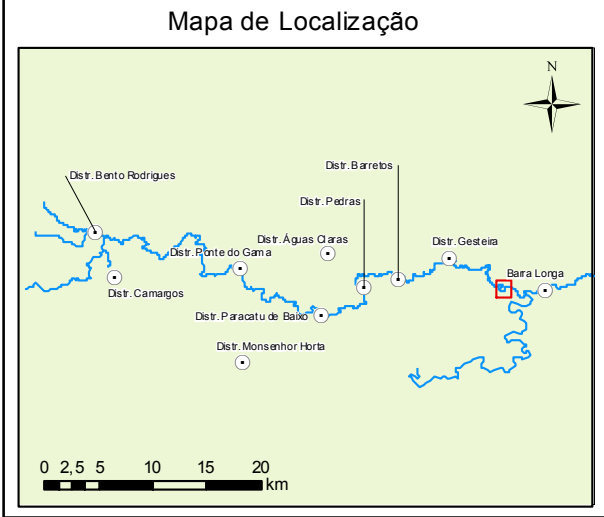 Mapa de Localização
N
Distr. Barretos
Distr. Bento Rodrigues
Distr. Pedras
Distr. Águas Claras
Distr. Gesteira
Distr. Ponte do Gama
Barra Longa
Distr. Camargos
Distr. Paracatu de Baixo
Distr. Monsenhor Horta
0 2,5 5 10 15 20
km